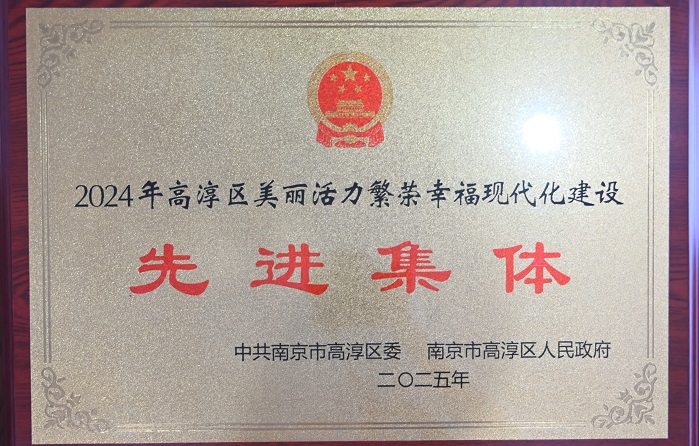 2024年高淳区美丽活力繁荣幸福现代化建设
先进集体
中共南京市高淳区委 南京市高淳区人民政府
二〇二五年